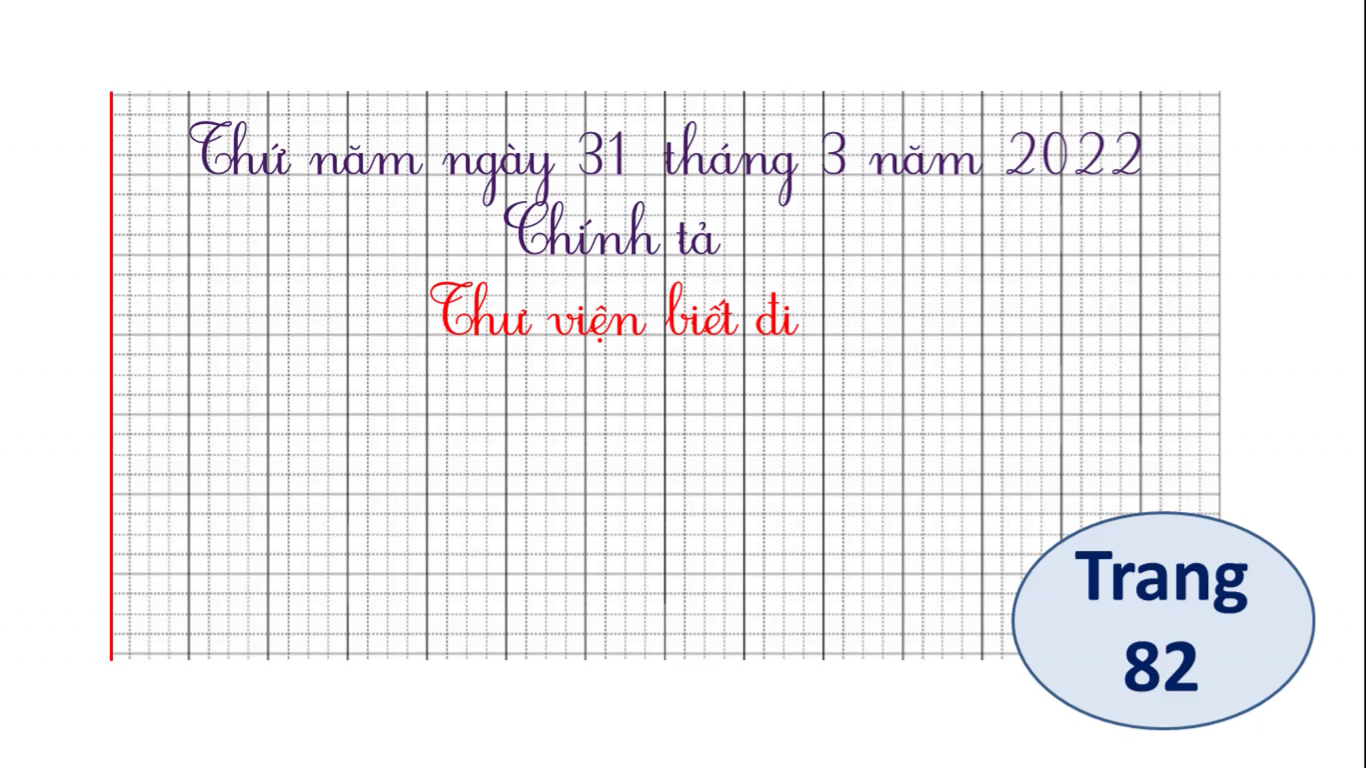 Thứ năm ngày 31 tháng 3 năm 2022
Chính tả
Thư viện biết đi
Trang
82